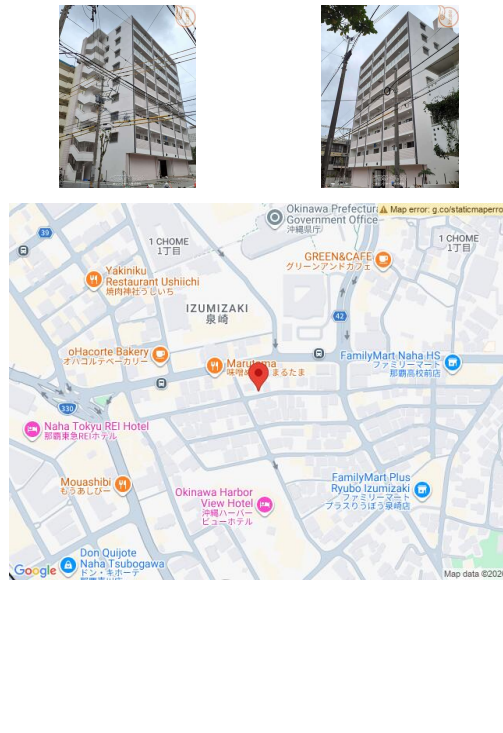 Okinawa Prefectura
Government Office
沖縄県庁
Map error: g.co/staticmaperro
39
1 CHOME
1丁目
1 CHOME
1丁目
GREEN&CAFE
グリーンアンドカフェ
Yakiniku
Restaurant Ushiichi
焼肉神社うしいち
IZUMIZAKI
泉崎
42
oHacorte Bakery
オハコルテベーカリー
Marutama
まるたま
FamilyMart Naha HS
ファミリーマート
那覇高校前店
330
Naha Tokyu REI Hotel
那覇東急REIホテル
Mouashibi
もうあしびー
Okinawa Harbor
View Hotel
沖縄ハーバー
ビューホテル
FamilyMart Plus
Ryubo Izumizaki
ファミリーマート
プラスりうぼう泉崎店
Don Quijote
Naha Tsubogawa
ドン・キホーテ
Google
Map data ©2026